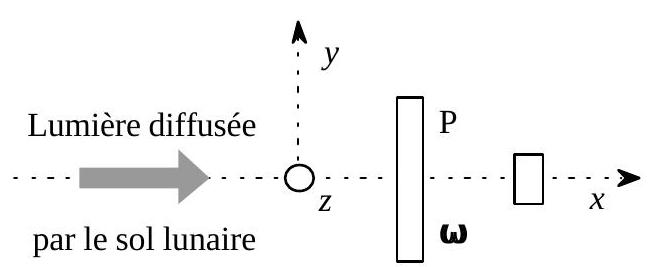 y
Lumière diffusée
P
z
x
par le sol lunaire
ω